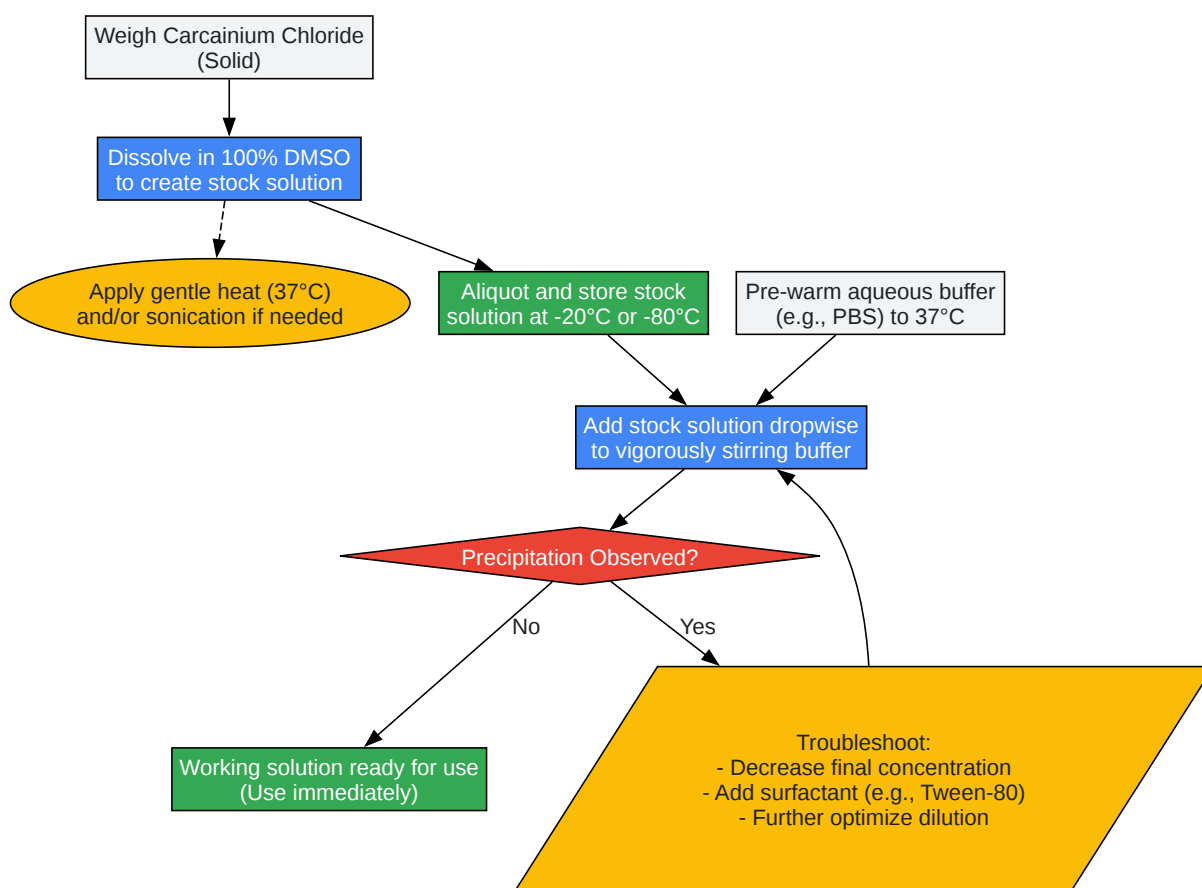 Weigh Carcainium Chloride
(Solid)
Dissolve in 100% DMSO
to create stock solution
Apply gentle heat (37°C)
and/or sonication if needed
Aliquot and store stock
solution at -20°C or -80°C
Pre-warm aqueous buffer
(e.g., PBS) to 37°C
Add stock solution dropwise
to vigorously stirring buffer
Precipitation Observed?
No
Yes
Working solution ready for use
(Use immediately)
Troubleshoot:
- Decrease final concentration
- Add surfactant (e.g., Tween-80)
- Further optimize dilution